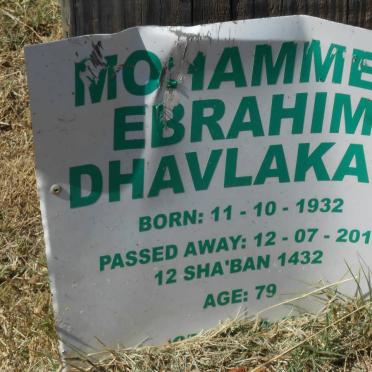 MOHAMME
EBRAHIM
DHAVLAKA
BORN: 11 - 10 - 1932
PASSED AWAY: 12 - 07 - 201
12 SHA'BAN 1432
AGE: 79